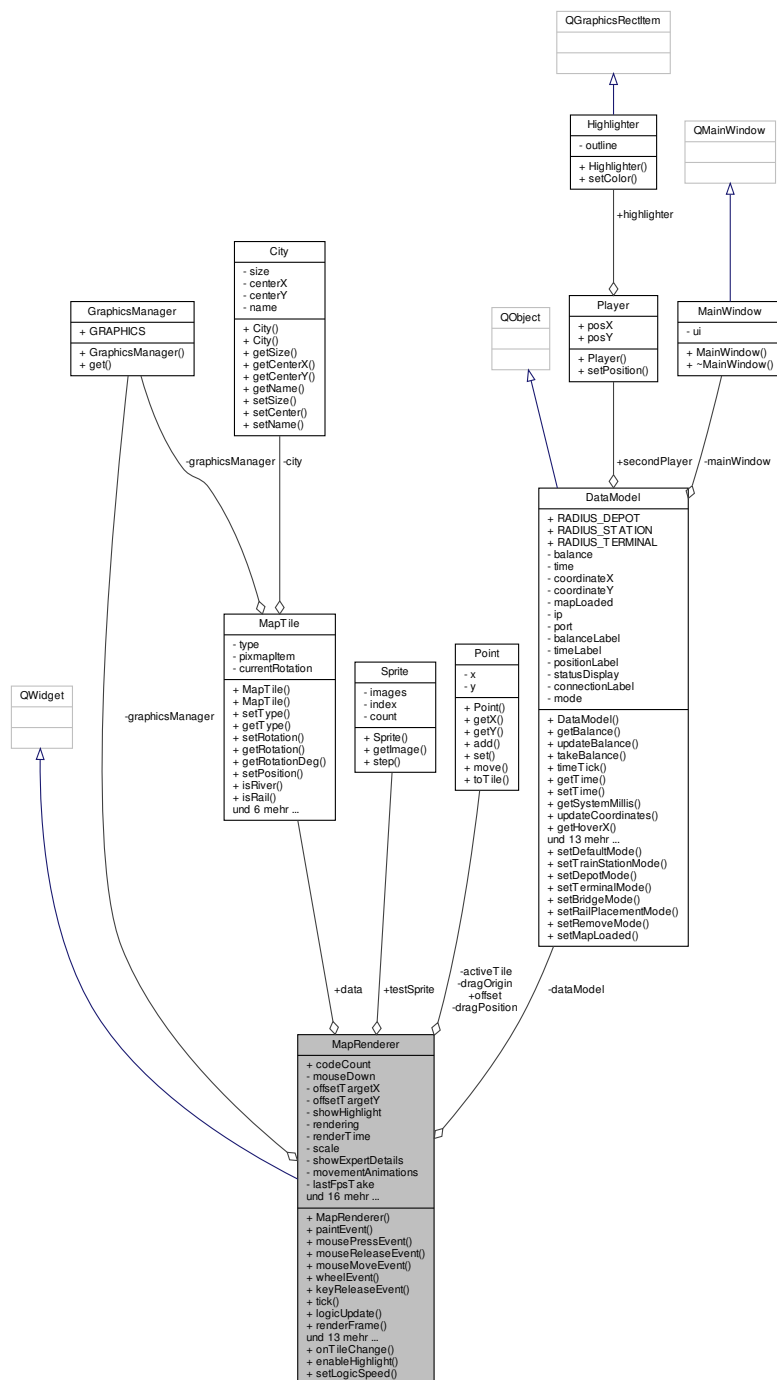 QGraphicsRectItem
Highlighter
- outline
+ Highlighter()
+ setColor()
QMainWindow
+highlighter
City
- size
- centerX
- centerY
- name
+ City()
+ City()
+ getSize()
+ getCenterX()
+ getCenterY()
+ getName()
+ setSize()
+ setCenter()
+ setName()
GraphicsManager
+ GRAPHICS
+ GraphicsManager()
+ get()
QObject
Player
+ posX
+ posY
+ Player()
+ setPosition()
MainWindow
- ui
+ MainWindow()
+ ~MainWindow()
-graphicsManager
-city
+secondPlayer
-mainWindow
DataModel
+ RADIUS_DEPOT
+ RADIUS_STATION
+ RADIUS_TERMINAL
- balance
- time
- coordinateX
- coordinateY
- mapLoaded
- ip
- port
- balanceLabel
- timeLabel
- positionLabel
- statusDisplay
- connectionLabel
- mode
+ DataModel()
+ getBalance()
+ updateBalance()
+ takeBalance()
+ timeTick()
+ getTime()
+ setTime()
+ getSystemMillis()
+ updateCoordinates()
+ getHoverX()
und 13 mehr ...
+ setDefaultMode()
+ setTrainStationMode()
+ setDepotMode()
+ setTerminalMode()
+ setBridgeMode()
+ setRailPlacementMode()
+ setRemoveMode()
+ setMapLoaded()
MapTile
- type
- pixmapItem
- currentRotation
+ MapTile()
+ MapTile()
+ setType()
+ getType()
+ setRotation()
+ getRotation()
+ getRotationDeg()
+ setPosition()
+ isRiver()
+ isRail()
und 6 mehr ...
Sprite
- images
- index
- count
+ Sprite()
+ getImage()
+ step()
Point
- x
- y
+ Point()
+ getX()
+ getY()
+ add()
+ set()
+ move()
+ toTile()
QWidget
-graphicsManager
+data
+testSprite
-activeTile
-dragOrigin
+offset
-dragPosition
-dataModel
MapRenderer
+ codeCount
- mouseDown
- offsetTargetX
- offsetTargetY
- showHighlight
- rendering
- renderTime
- scale
- showExpertDetails
- movementAnimations
- lastFpsTake
und 16 mehr ...
+ MapRenderer()
+ paintEvent()
+ mousePressEvent()
+ mouseReleaseEvent()
+ mouseMoveEvent()
+ wheelEvent()
+ keyReleaseEvent()
+ tick()
+ logicUpdate()
+ renderFrame()
und 13 mehr ...
+ onTileChange()
+ enableHighlight()
+ setLogicSpeed()